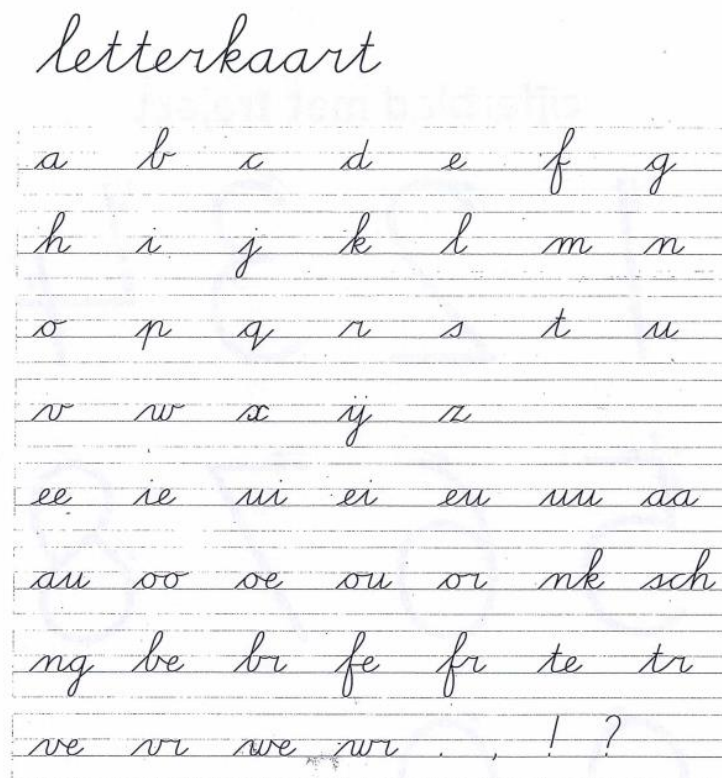 letterkaart
a b c d e f g
h i j k l m n
o p q r s t u
v w x ij z
ee ie ui ei eu uu aa
au oo oe ou or nk sch
ng be br fe fr te tr
ve vr we wr . , ! ?